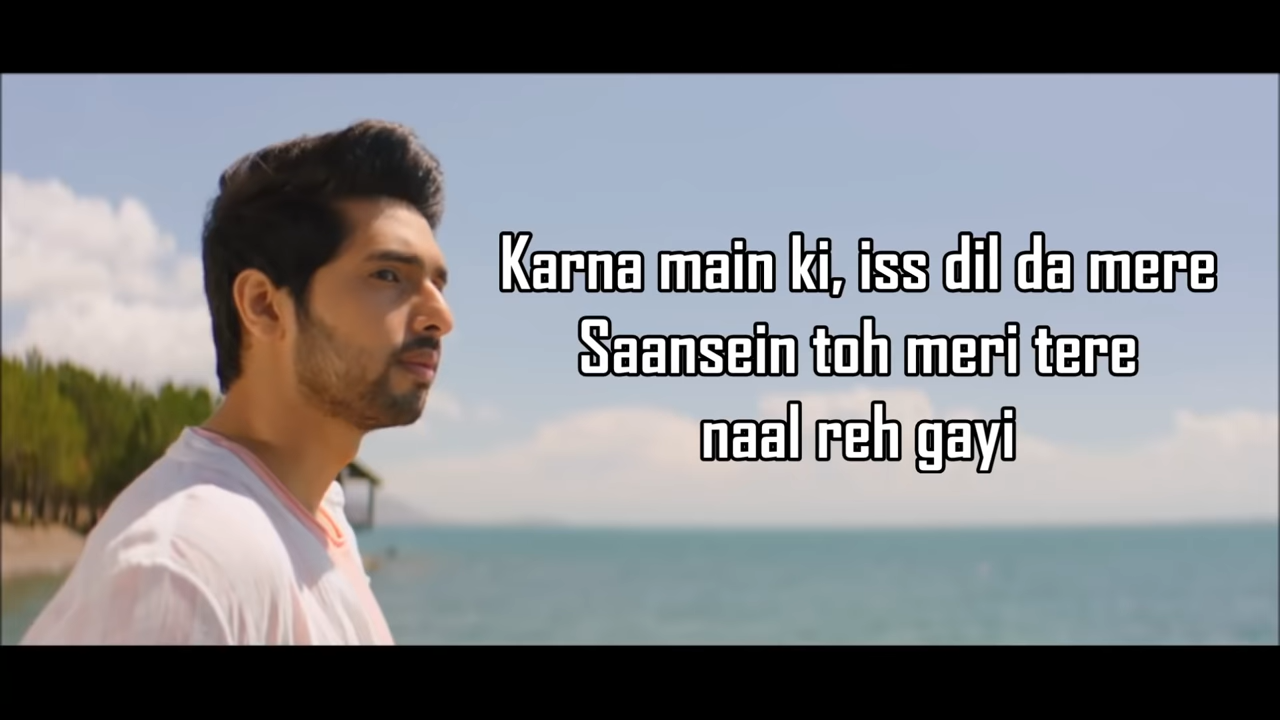 Karna main ki, iss dil da mere
Saansein toh meri tere
naal reh gayi